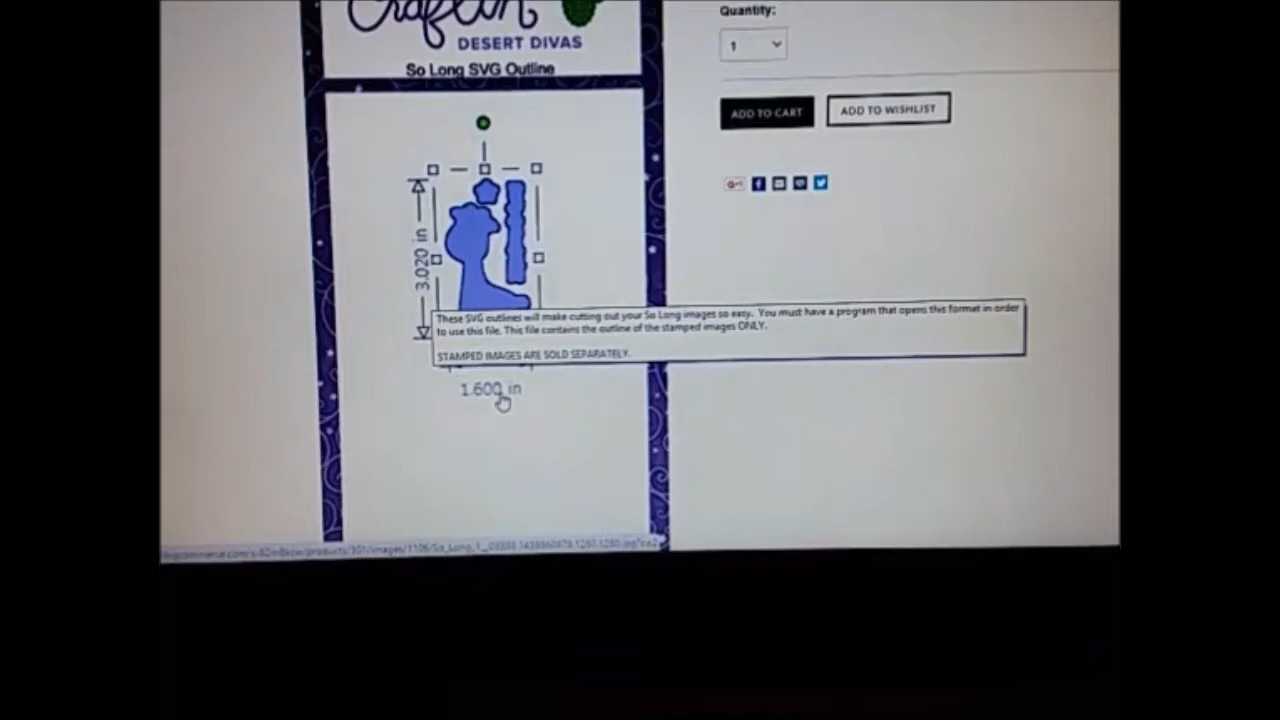 Craftin
DESERT DIVAS
So Long SVG Outline
Quantity:
1
ADD TO CART
ADD TO WISHLIST
G+
f
3.020 in
These SVG outlines will make cutting out your So Long images so easy. You must have a program that opens this format in order
to use this file. This file contains the outline of the stamped images ONLY.
STAMPED IMAGES ARE SOLD SEPARATELY.
1.600 in